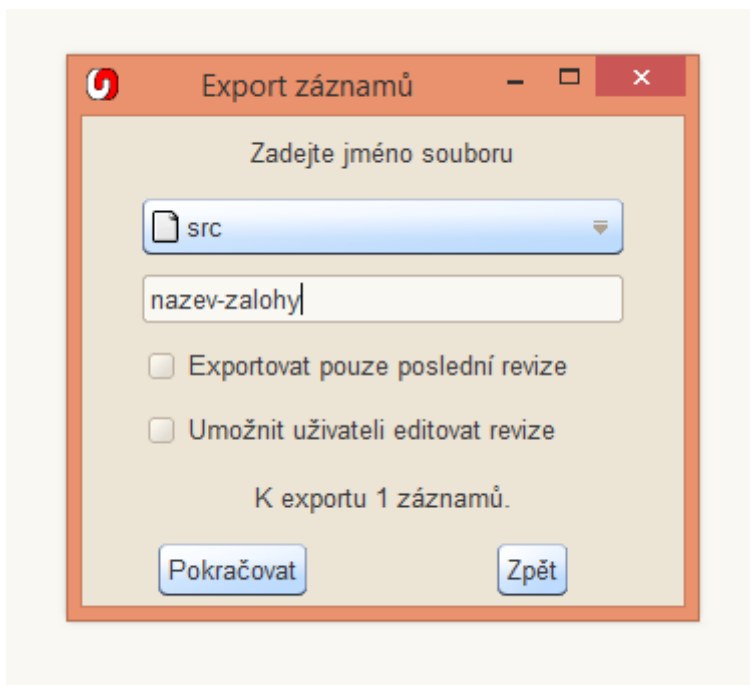 Export záznamů
Zadejte jméno souboru
src
nazev-zalohy
Exportovat pouze poslední revize
Umožnit uživateli editovat revize
K exportu 1 záznamů.
Pokračovat Zpět